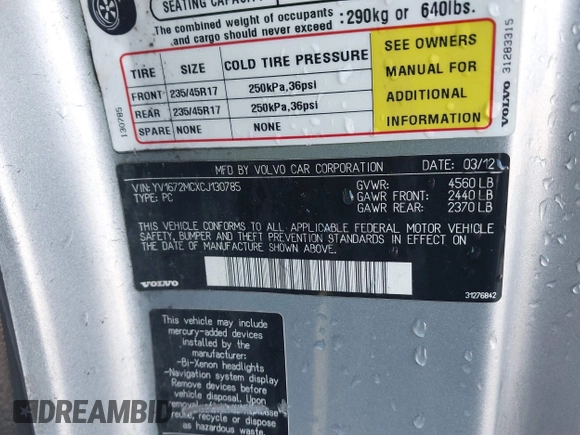 SEATING CAPACITY
The combined weight of occupants :290kg or 640lbs.
and cargo should never exceed
TIRE SIZE COLD TIRE PRESSURE
FRONT 235/45R17 250kPa,36psi
REAR 235/45R17 250kPa,36psi
SPARE NONE NONE
SEE OWNERS
MANUAL FOR
ADDITIONAL
INFORMATION
130785
VOLVO 31283315
MFD BY VOLVO CAR CORPORATION DATE: 03/12
VIN: YV1672MCXCJ130785
TYPE: PC
GVWR: 4560 LB
GAWR FRONT: 2440 LB
GAWR REAR: 2370 LB
THIS VEHICLE CONFORMS TO ALL APPLICABLE FEDERAL MOTOR VEHICLE
SAFETY, BUMPER AND THEFT PREVENTION STANDARDS IN EFFECT ON
THE DATE OF MANUFACTURE SHOWN ABOVE.
VOLVO
31276842
This vehicle may include
mercury-added devices
installed by the
manufacturer:
-Bi-Xenon headlights
-Navigation system display
Remove devices before
vehicle disposal. Upon
removal
reuse, recycle or dispose
as hazardous waste.
DREAMBID